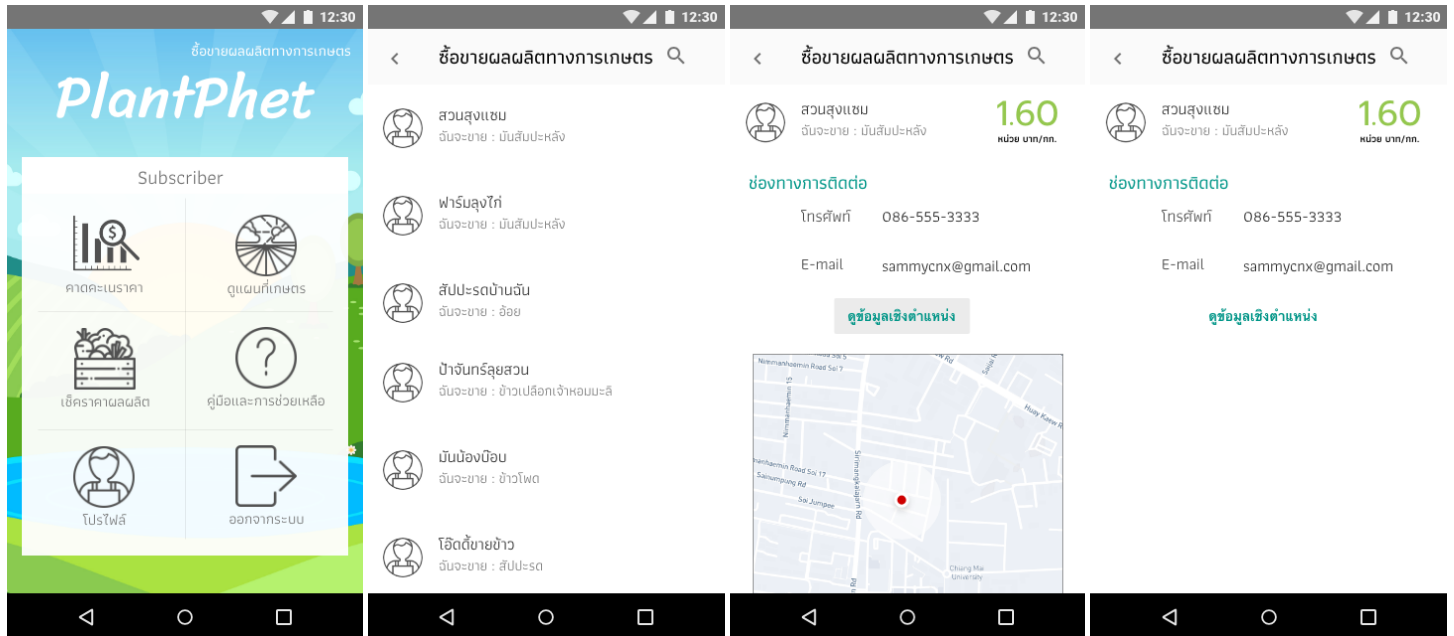 12:30
ซื้อขายผลผลิตทางการเกษตร
PlantPhet
Subscriber
คาดคะเนราคา
ดูแผนที่เกษตร
เช็คราคาผลผลิต
คู่มือและการช่วยเหลือ
โปรไฟล์
ออกจากระบบ
12:30
ซื้อขายผลผลิตทางการเกษตร
สวนลุงแซม
ฉันจะขาย : มันสัมปะหลัง
ฟาร์มลุงไก่
ฉันจะขาย : มันสัมปะหลัง
สัปปะรดบ้านฉัน
ฉันจะขาย : อ้อย
ป้าจันทร์ลุยสวน
ฉันจะขาย : ข้าวเปลือกเจ้าหอมมะลิ
มันน้องบ๊อบ
ฉันจะขาย : ข้าวโพด
โอ๊ตตี้ขายข้าว
ฉันจะขาย : สัปปะรด
12:30
ซื้อขายผลผลิตทางการเกษตร
สวนลุงแซม
ฉันจะขาย : มันสัมปะหลัง
1.60
หน่วย บาท/กก.
ช่องทางการติดต่อ
โทรศัพท์ 086-555-3333
E-mail sammycnx@gmail.com
ดูข้อมูลเชิงตำแหน่ง
Nimmanhaemin Road Soi 7
Huay Kaew R
Nimmanhaemin 15
Sirimangkalajarn Rd
manhaemin Road Soi 17
Sainumpung Rd
Soi Jumpee
Chiang Mai
University
12:30
ซื้อขายผลผลิตทางการเกษตร
สวนลุงแซม
ฉันจะขาย : มันสัมปะหลัง
1.60
หน่วย บาท/กก.
ช่องทางการติดต่อ
โทรศัพท์ 086-555-3333
E-mail sammycnx@gmail.com
ดูข้อมูลเชิงตำแหน่ง